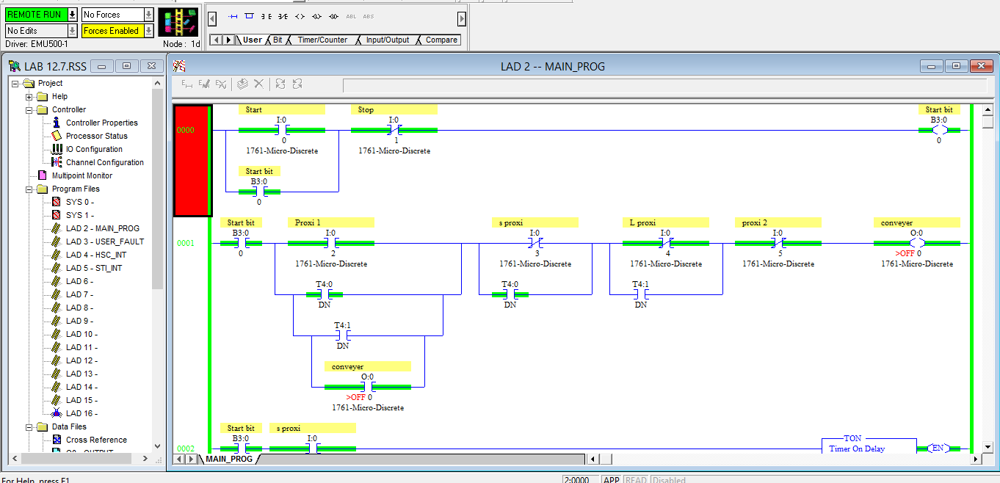 REMOTE RUN No Forces
No Edits Forces Enabled
Driver: EMU500-1 Node : 1d
ABL ABS
User Bit Timer/Counter Input/Output Compare
LAB 12.7.RSS
Project
Help
Controller
Controller Properties
Processor Status
IO Configuration
Channel Configuration
Multipoint Monitor
Program Files
SYS 0 -
SYS 1 -
LAD 2 - MAIN_PROG
LAD 3 - USER_FAULT
LAD 4 - HSC_INT
LAD 5 - STI_INT
LAD 6 -
LAD 7 -
LAD 8 -
LAD 9 -
LAD 10 -
LAD 11 -
LAD 12 -
LAD 13 -
LAD 14 -
LAD 15 -
LAD 16 -
Data Files
Cross Reference
LAD 2 -- MAIN_PROG
Start Stop Start bit
I:0 I:0 B3:0
0000
0 1 0
1761-Micro-Discrete 1761-Micro-Discrete
Start bit
B3:0
0
Start bit Proxi 1 s proxi L proxi proxi 2 conveyer
B3:0 I:0 I:0 I:0 I:0 O:0
0001
0 2 3 4 5 >OFF 0
1761-Micro-Discrete 1761-Micro-Discrete 1761-Micro-Discrete 1761-Micro-Discrete 1761-Micro-Discrete
T4:0 T4:0 T4:1
DN DN DN
T4:1
DN
conveyer
O:0
>OFF 0
1761-Micro-Discrete
Start bit s proxi
B3:0 I:0 TON
0002 Timer On Delay EN
MAIN_PROG
For Help, press F1 2:0000 APP READ Disabled